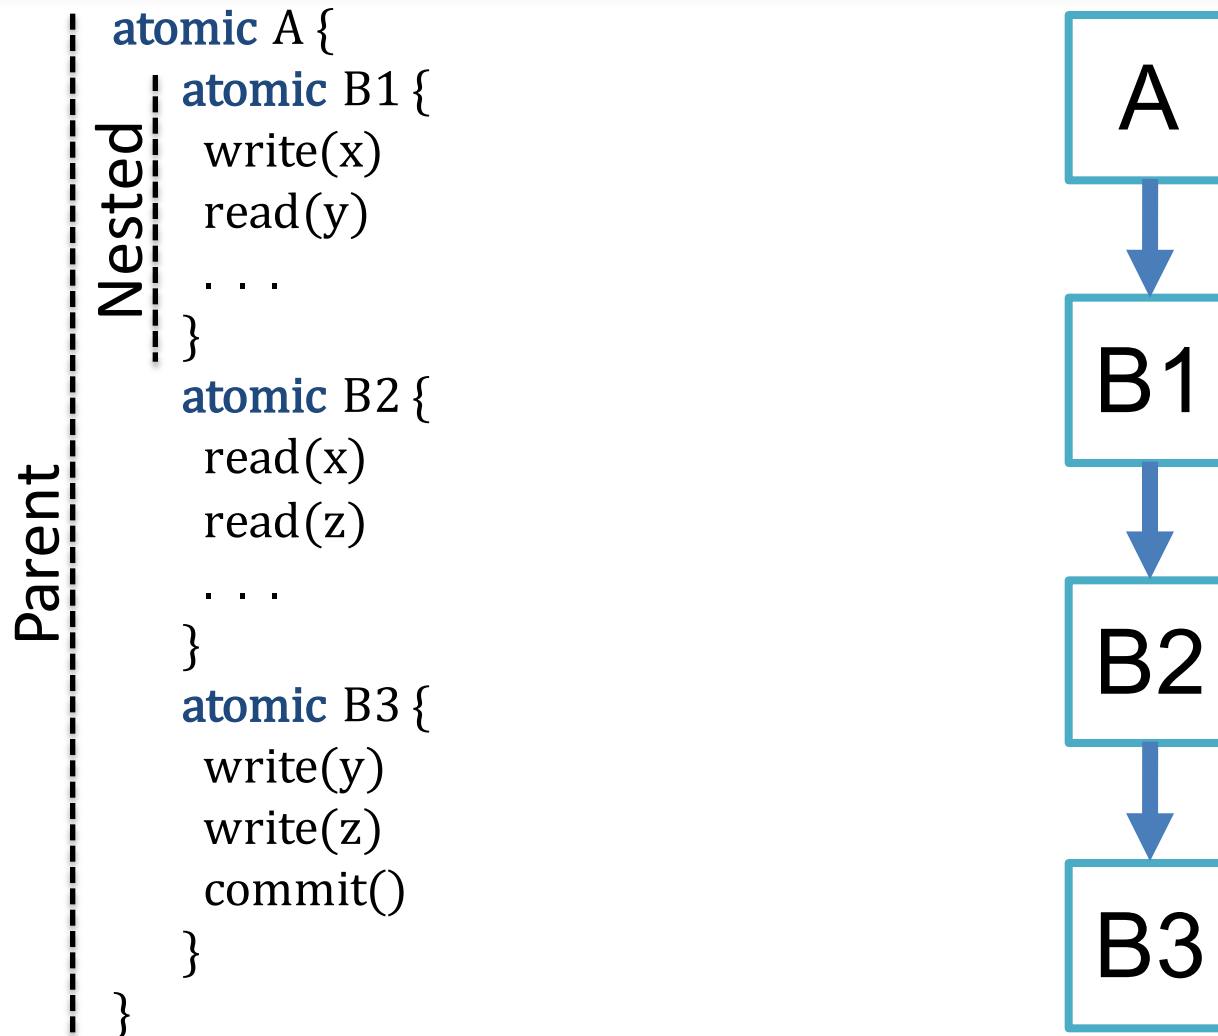 atomic A {
atomic B1 {
write(x)
read(y)
. . .
}
atomic B2 {
read(x)
read(z)
. . .
}
atomic B3 {
write(y)
write(z)
commit()
}
}
Nested
Parent
A
B1
B2
B3